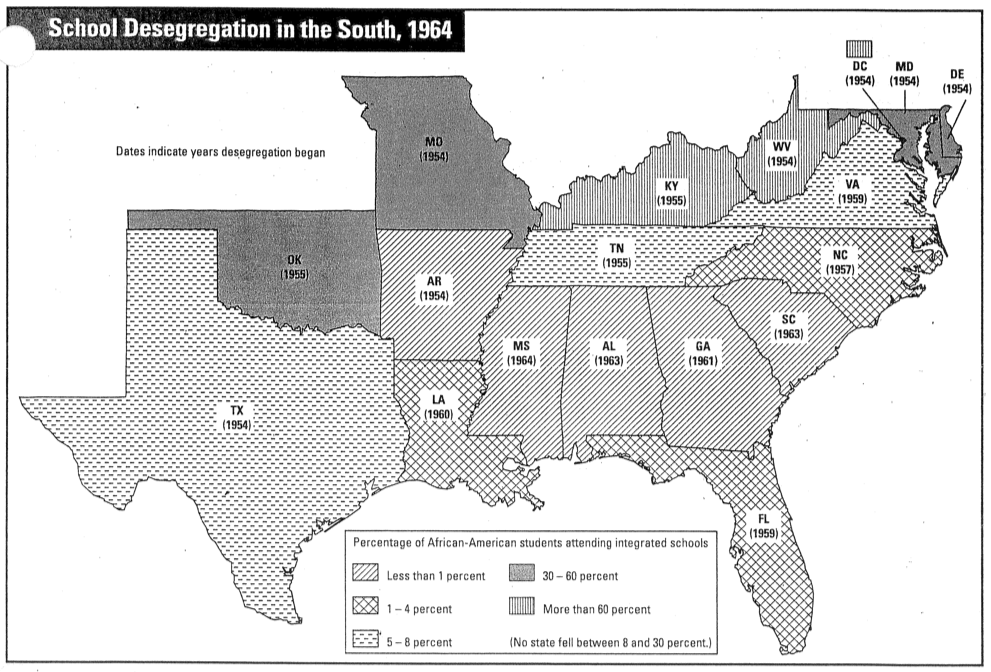 School Desegregation in the South, 1964
DC
(1954)
MD
(1954)
DE
(1954)
Dates indicate years desegregation began
MO
(1954)
WV
(1954)
KY
(1955)
VA
(1959)
OK
(1955)
TN
(1955)
NC
(1957)
AR
(1954)
SC
(1963)
MS
(1964)
AL
(1963)
GA
(1961)
LA
(1960)
TX
(1954)
FL
(1959)
Percentage of African-American students attending integrated schools
Less than 1 percent
30 – 60 percent
1 – 4 percent
More than 60 percent
5 – 8 percent
(No state fell between 8 and 30 percent.)